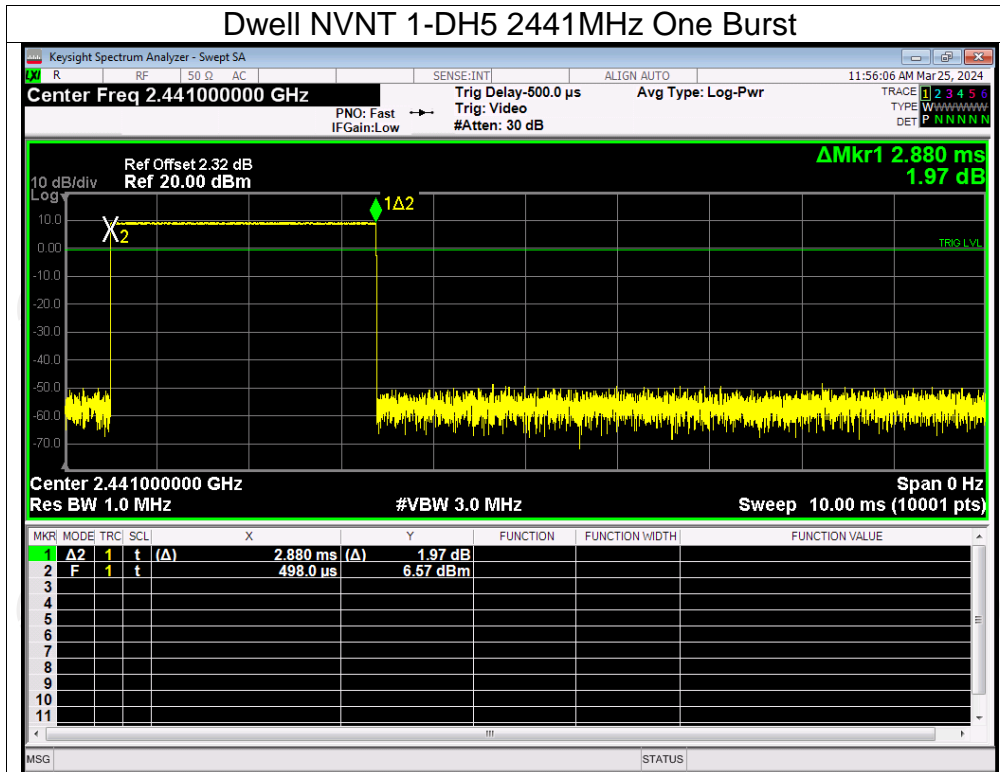 Dwell NVNT 1-DH5 2441MHz One Burst
Keysight Spectrum Analyzer - Swept SA
LXI R RF 50 Ω AC SENSE:INT ALIGN AUTO 11:56:06 AM Mar 25, 2024
Center Freq 2.441000000 GHz Trig Delay-500.0 µs Avg Type: Log-Pwr TRACE 1 2 3 4 5 6
PNO: Fast Trig: Video TYPE WWWWWW
IFGain:Low #Atten: 30 dB DET P N N N N N
ΔMkr1 2.880 ms
1.97 dB
Ref Offset 2.32 dB
10 dB/div Ref 20.00 dBm
Log
1Δ2
10.0
X2
0.00
TRIG LVL
-10.0
-20.0
-30.0
-40.0
-50.0
-60.0
-70.0
Center 2.441000000 GHz Span 0 Hz
Res BW 1.0 MHz #VBW 3.0 MHz Sweep 10.00 ms (10001 pts)
MKR MODE TRC SCL X Y FUNCTION FUNCTION WIDTH FUNCTION VALUE
1 Δ2 1 t (Δ) 2.880 ms (Δ) 1.97 dB
2 F 1 t 498.0 µs 6.57 dBm
3
4
5
6
7
8
9
10
11
MSG STATUS